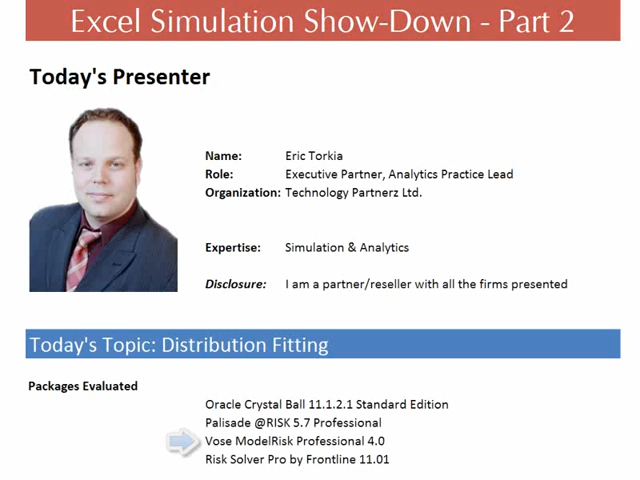 Excel Simulation Show-Down - Part 2
Today's Presenter
Name: Eric Torkia
Role: Executive Partner, Analytics Practice Lead
Organization: Technology Partnerz Ltd.
Expertise: Simulation & Analytics
Disclosure: I am a partner/reseller with all the firms presented
Today's Topic: Distribution Fitting
Packages Evaluated
Oracle Crystal Ball 11.1.2.1 Standard Edition
Palisade @RISK 5.7 Professional
Vose ModelRisk Professional 4.0
Risk Solver Pro by Frontline 11.01